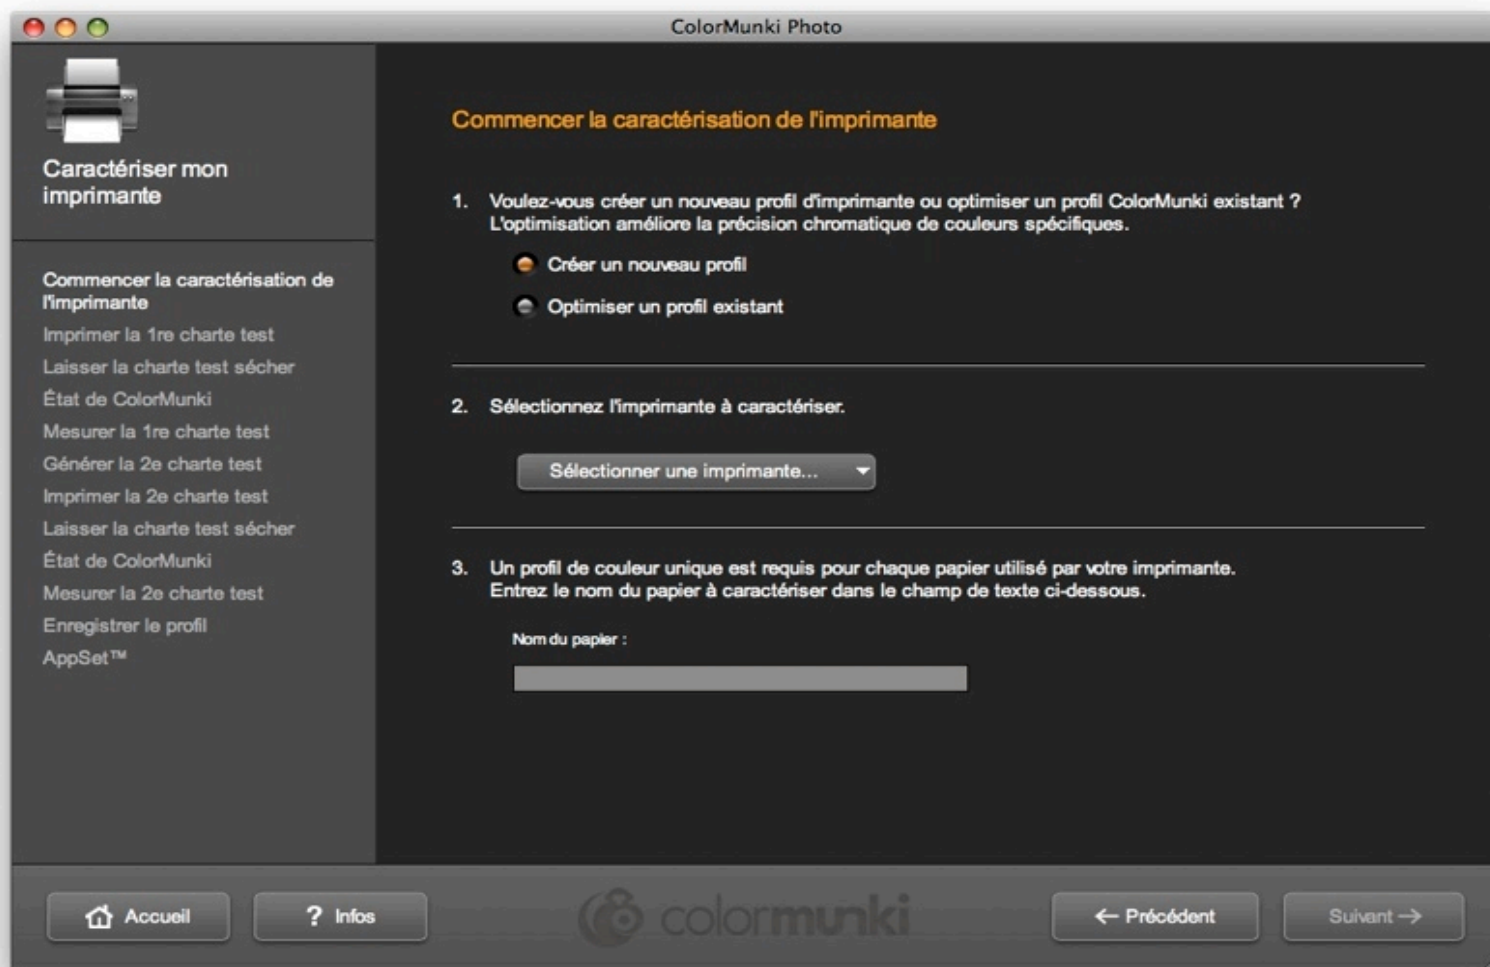 ColorMunki Photo
Caractériser mon
imprimante
Commencer la caractérisation de
l'imprimante
Imprimer la 1re charte test
Laisser la charte test sécher
État de ColorMunki
Mesurer la 1re charte test
Générer la 2e charte test
Imprimer la 2e charte test
Laisser la charte test sécher
État de ColorMunki
Mesurer la 2e charte test
Enregistrer le profil
AppSet™
Commencer la caractérisation de l'imprimante
1. Voulez-vous créer un nouveau profil d'imprimante ou optimiser un profil ColorMunki existant ?
L'optimisation améliore la précision chromatique de couleurs spécifiques.
Créer un nouveau profil
Optimiser un profil existant
2. Sélectionnez l'imprimante à caractériser.
Sélectionner une imprimante...
3. Un profil de couleur unique est requis pour chaque papier utilisé par votre imprimante.
Entrez le nom du papier à caractériser dans le champ de texte ci-dessous.
Nom du papier :
Accueil
? Infos
colormunki
← Précédent
Suivant →